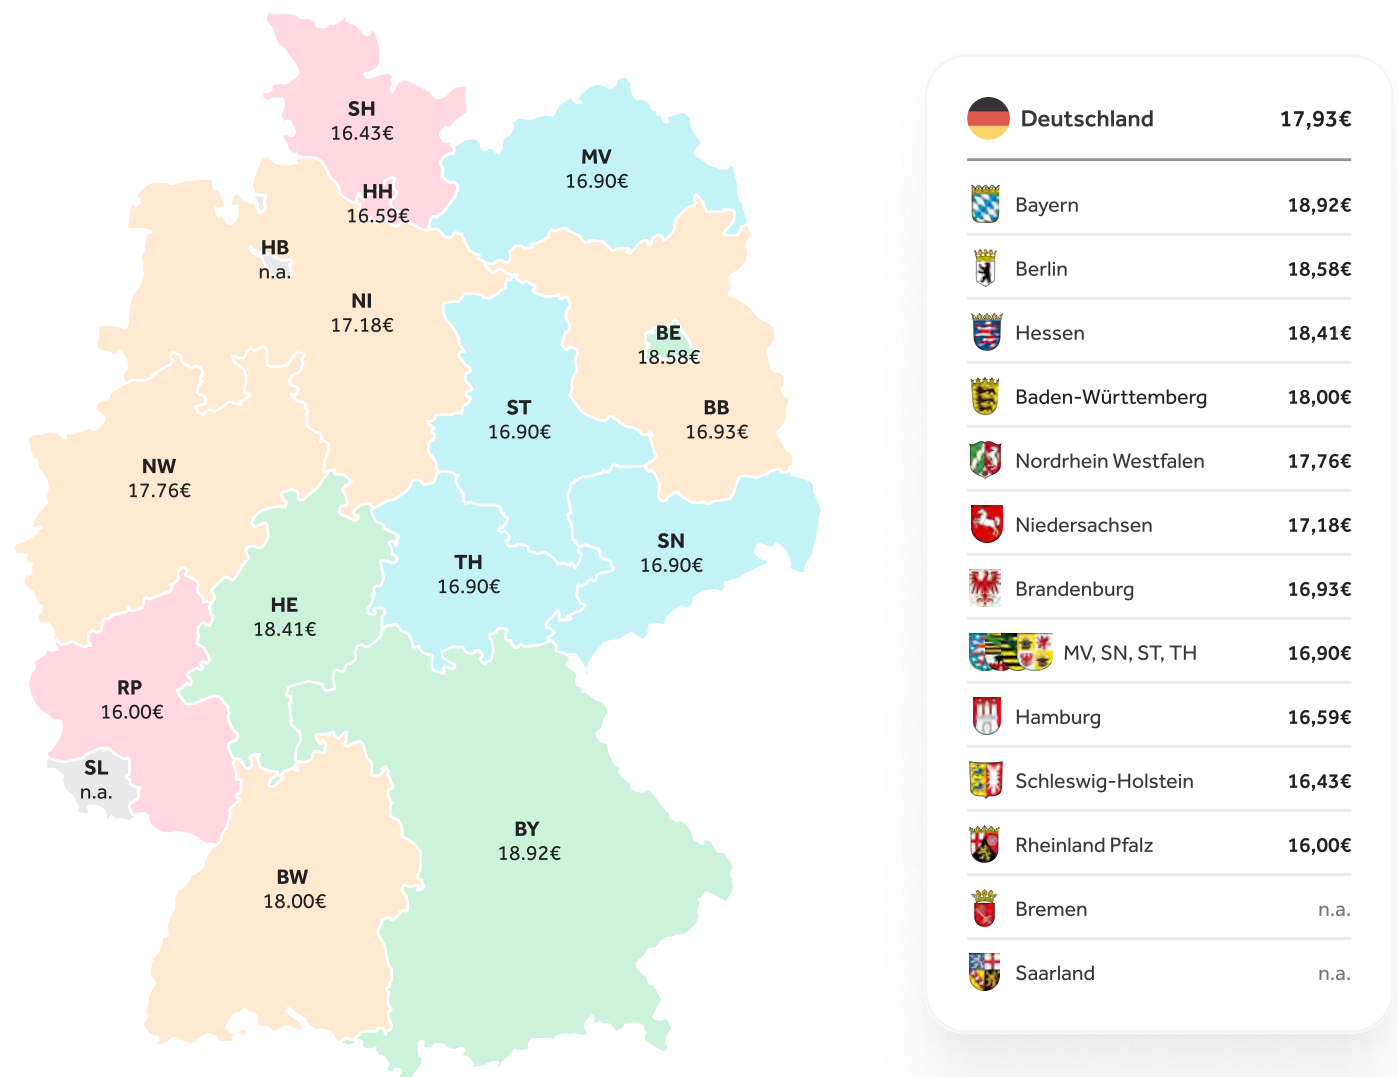 SH
16.43€
MV
16.90€
HH
16.59€
HB
n.a.
NI
17.18€
BE
18.58€
ST
16.90€
BB
16.93€
NW
17.76€
SN
16.90€
TH
16.90€
HE
18.41€
RP
16.00€
SL
n.a.
BY
18.92€
BW
18.00€
Deutschland 17,93€
Bayern 18,92€
Berlin 18,58€
Hessen 18,41€
Baden-Württemberg 18,00€
Nordrhein Westfalen 17,76€
Niedersachsen 17,18€
Brandenburg 16,93€
MV, SN, ST, TH 16,90€
Hamburg 16,59€
Schleswig-Holstein 16,43€
Rheinland Pfalz 16,00€
Bremen n.a.
Saarland n.a.